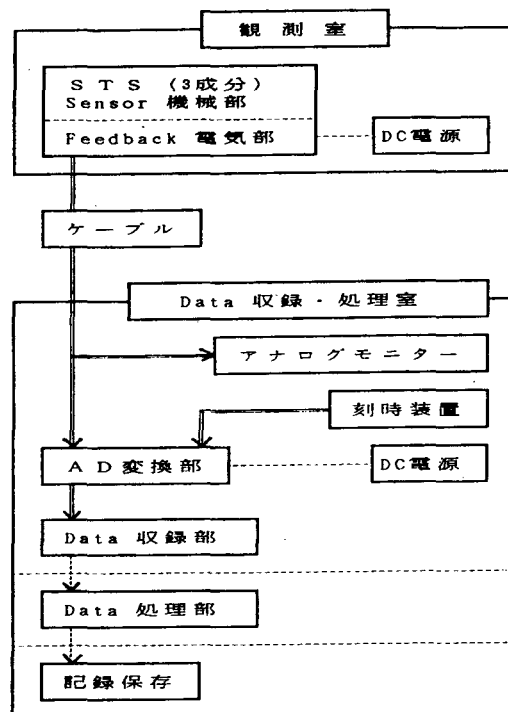 観測室
STS (3成分)
Sensor 機械部
Feedback 電気部
DC電源
ケーブル
Data 収録・処理室
アナログモニター
刻時装置
AD変換部
DC電源
Data 収録部
Data 処理部
記録保存